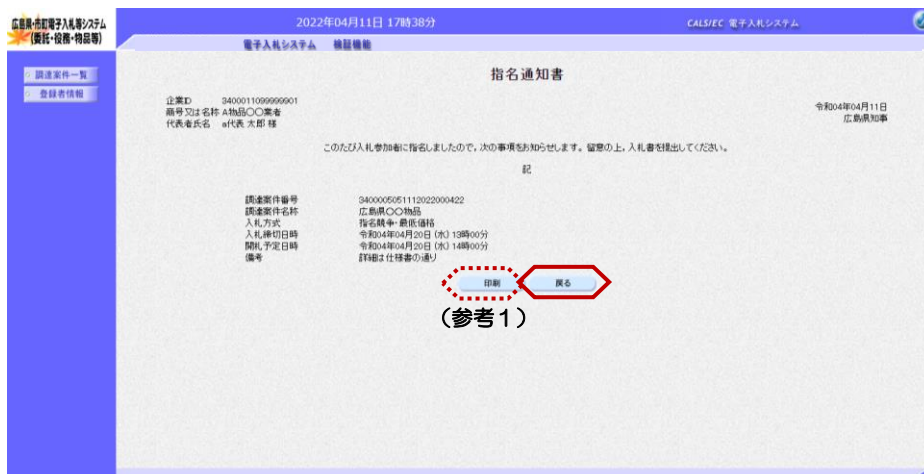 広島県・市町電子入札等システム
(委託・役務・物品等)
2022年04月11日 17時38分
CALS/EC 電子入札システム
電子入札システム 検証機能
調達案件一覧
登録者情報
指名通知書
企業ID 3400011099999901
商号又は名称 A物品〇〇業者
代表者氏名 a代表 太郎 様
令和04年04月11日
広島県知事
このたび入札参加者に指名しましたので，次の事項をお知らせします。留意の上，入札書を提出してください。
記
調達案件番号 3400005051112022000422
調達案件名称 広島県〇〇物品
入札方式 指名競争・最低価格
入札締切日時 令和04年04月20日 (水) 13時00分
開札予定日時 令和04年04月20日 (水) 14時00分
備考 詳細は仕様書の通り
印刷 戻る
(参考１)